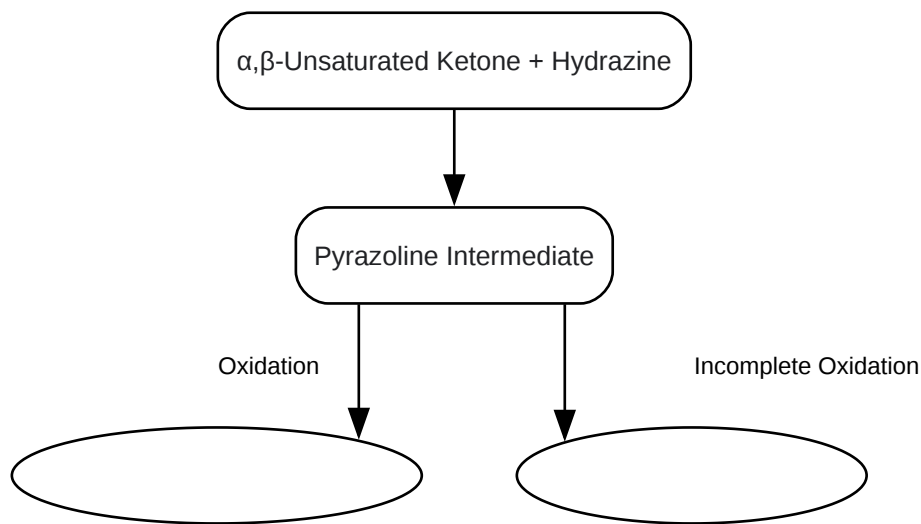 α,β-Unsaturated Ketone + Hydrazine
Pyrazoline Intermediate
Oxidation
Incomplete Oxidation